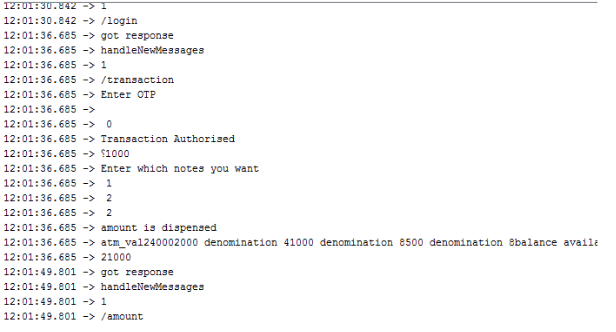 12:01:30.842 -> 1
12:01:30.842 -> /login
12:01:36.685 -> got response
12:01:36.685 -> handleNewMessages
12:01:36.685 -> 1
12:01:36.685 -> /transaction
12:01:36.685 -> Enter OTP
12:01:36.685 ->
12:01:36.685 -> 0
12:01:36.685 -> Transaction Authorised
12:01:36.685 -> ⸮1000
12:01:36.685 -> Enter which notes you want
12:01:36.685 -> 1
12:01:36.685 -> 2
12:01:36.685 -> 2
12:01:36.685 -> amount is dispensed
12:01:36.685 -> atm_val240002000 denomination 41000 denomination 8500 denomination 8balance availa
12:01:36.685 -> 21000
12:01:49.801 -> got response
12:01:49.801 -> handleNewMessages
12:01:49.801 -> 1
12:01:49.801 -> /amount